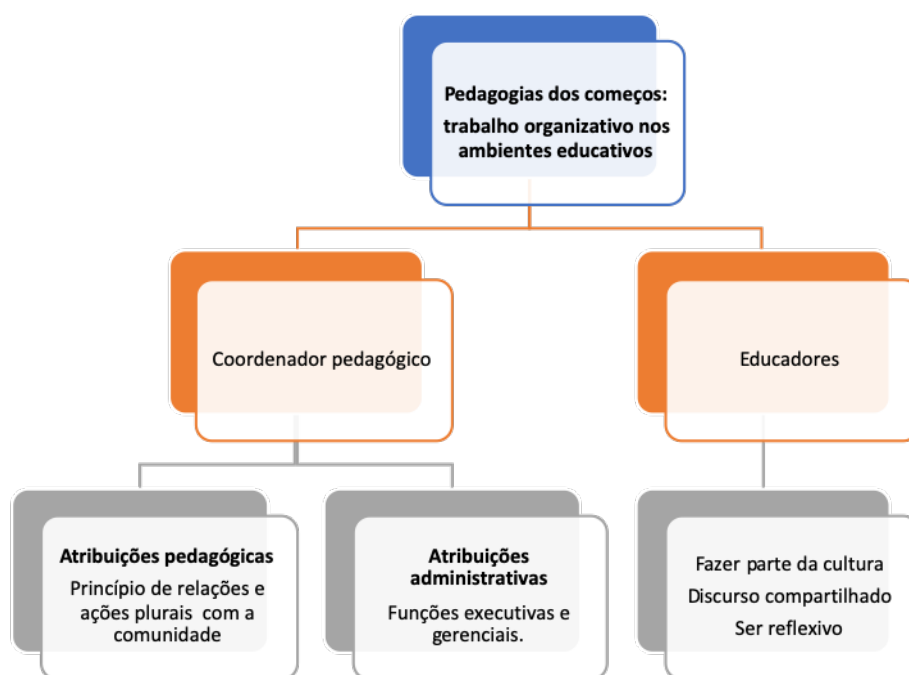 Pedagogias dos começos:
trabalho organizativo nos
ambientes educativos
Coordenador pedagógico
Educadores
Atribuições pedagógicas
Princípio de relações e
ações plurais com a
comunidade
Atribuições
administrativas
Funções executivas e
gerenciais.
Fazer parte da cultura
Discurso compartilhado
Ser reflexivo